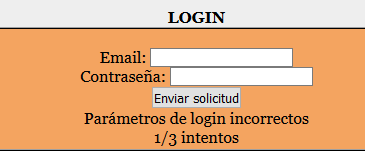 LOGIN
Email:
Contraseña:
Enviar solicitud
Parámetros de login incorrectos
1/3 intentos